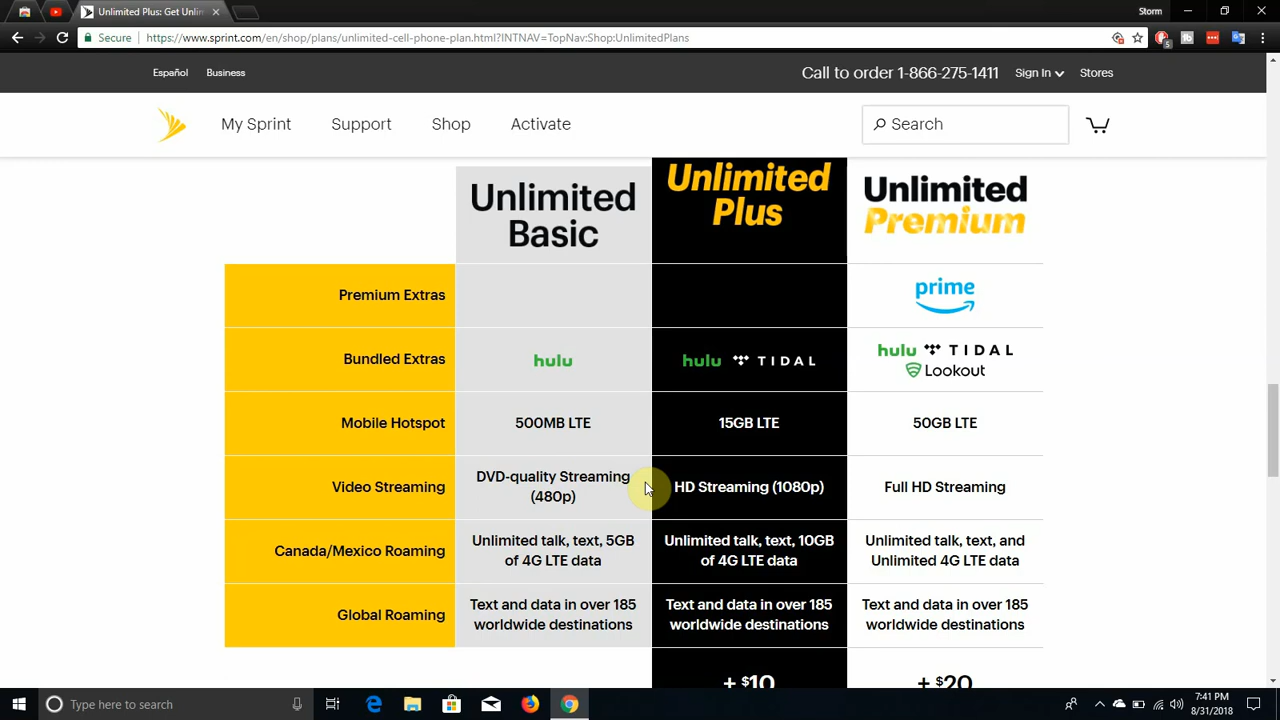 Unlimited Plus: Get Unlin
Storm
Secure
https://www.sprint.com/en/shop/plans/unlimited-cell-phone-plan.html?INTNAV=TopNav:Shop:UnlimitedPlans
5
Español
Business
Call to order 1-866-275-1411
Sign In
Stores
My Sprint
Support
Shop
Activate
Search
Unlimited
Basic
Unlimited
Plus
Unlimited
Premium
Premium Extras
prime
Bundled Extras
hulu
hulu TIDAL
hulu TIDAL
Lookout
Mobile Hotspot
500MB LTE
15GB LTE
50GB LTE
Video Streaming
DVD-quality Streaming
(480p)
HD Streaming (1080p)
Full HD Streaming
Canada/Mexico Roaming
Unlimited talk, text, 5GB
of 4G LTE data
Unlimited talk, text, 10GB
of 4G LTE data
Unlimited talk, text, and
Unlimited 4G LTE data
Global Roaming
Text and data in over 185
worldwide destinations
Text and data in over 185
worldwide destinations
Text and data in over 185
worldwide destinations
+ $10
+ $20
Type here to search
7:41 PM
8/31/2018